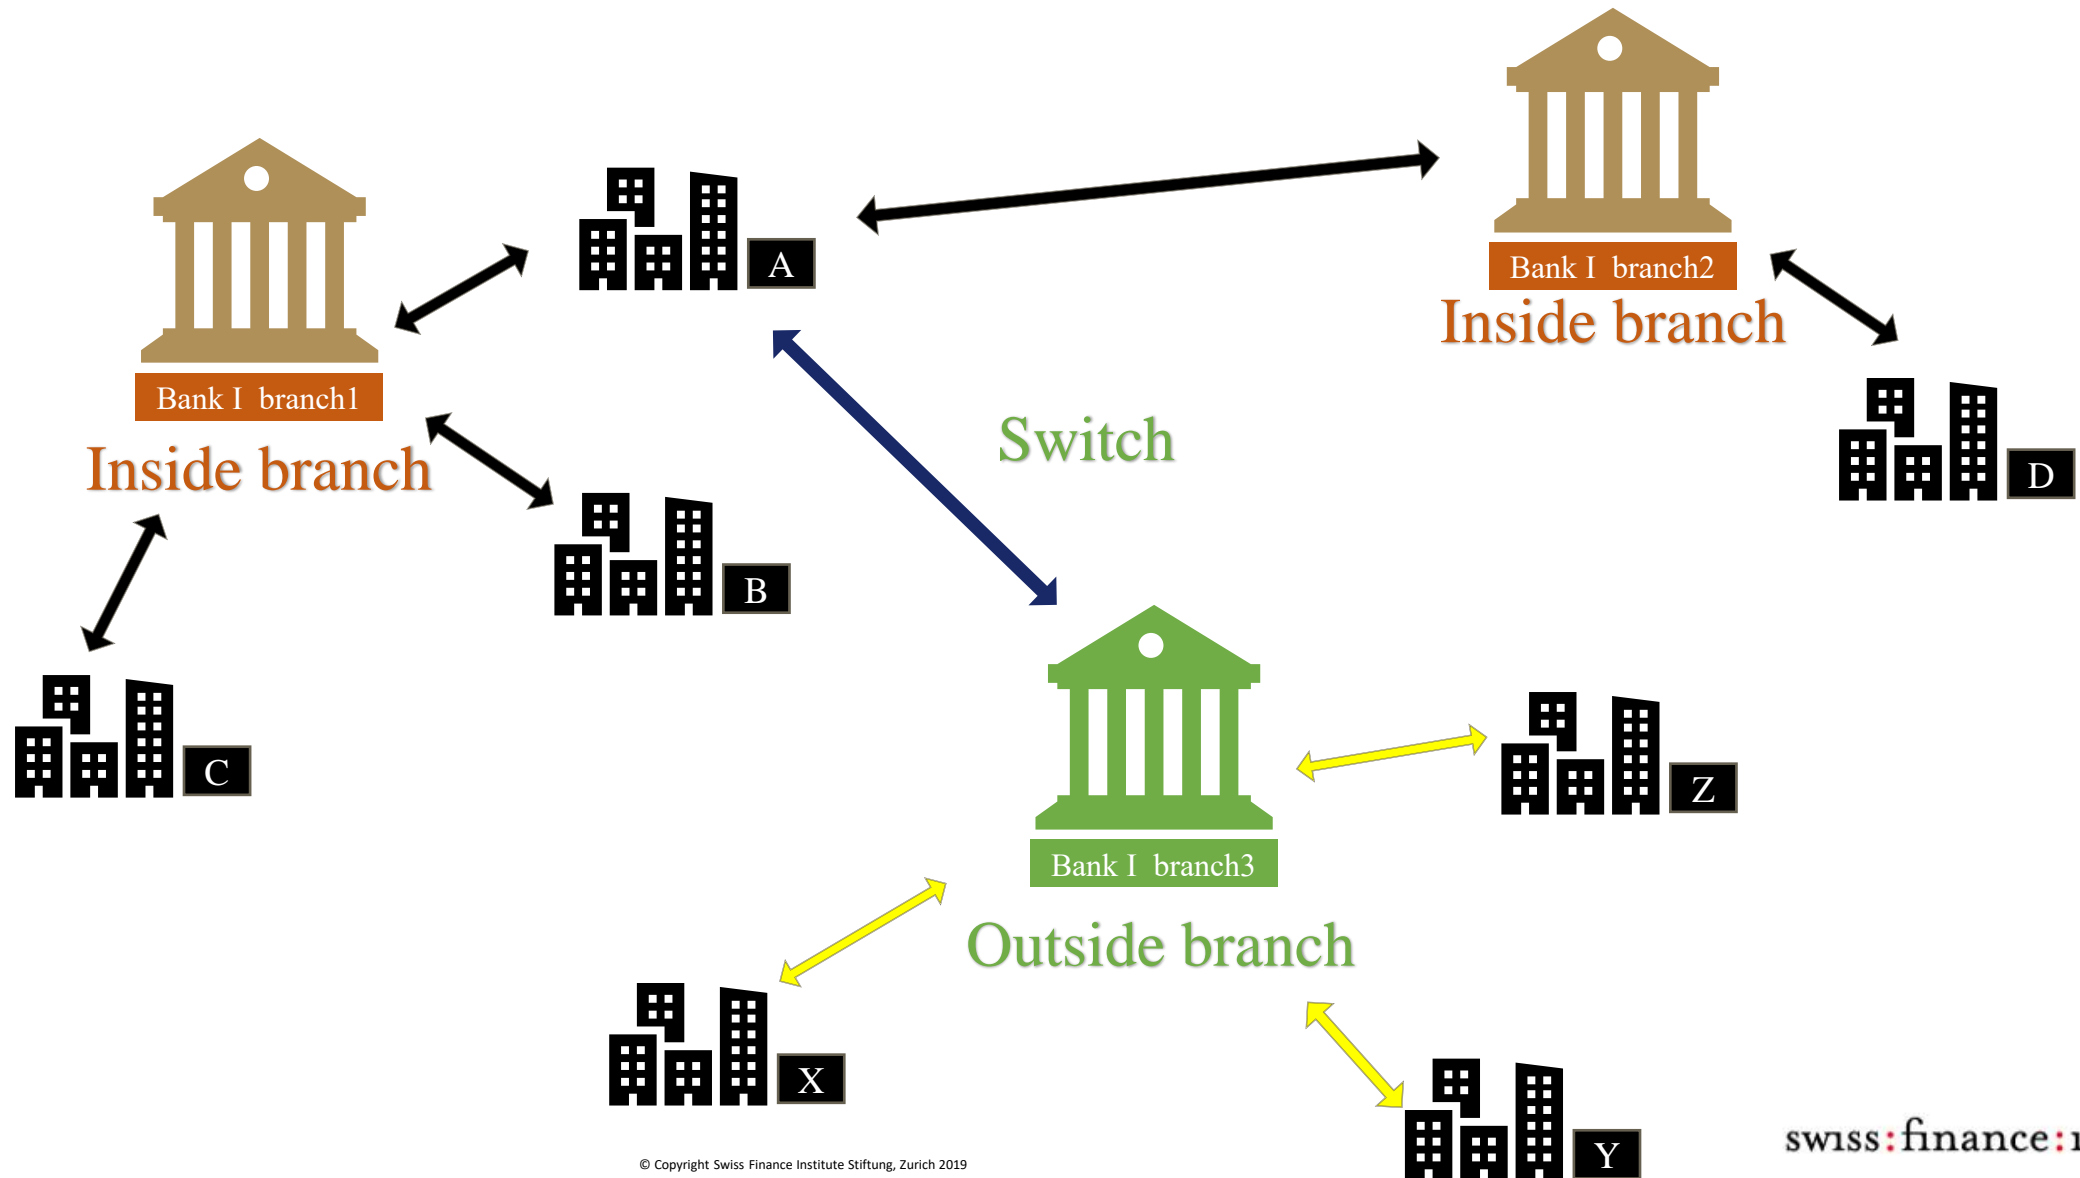 A
Bank I branch2
Inside branch
Bank I branch1
Inside branch
Switch
D
B
C
Z
Bank I branch3
Outside branch
X
Y
swiss:finance:
© Copyright Swiss Finance Institute Stiftung, Zurich 2019